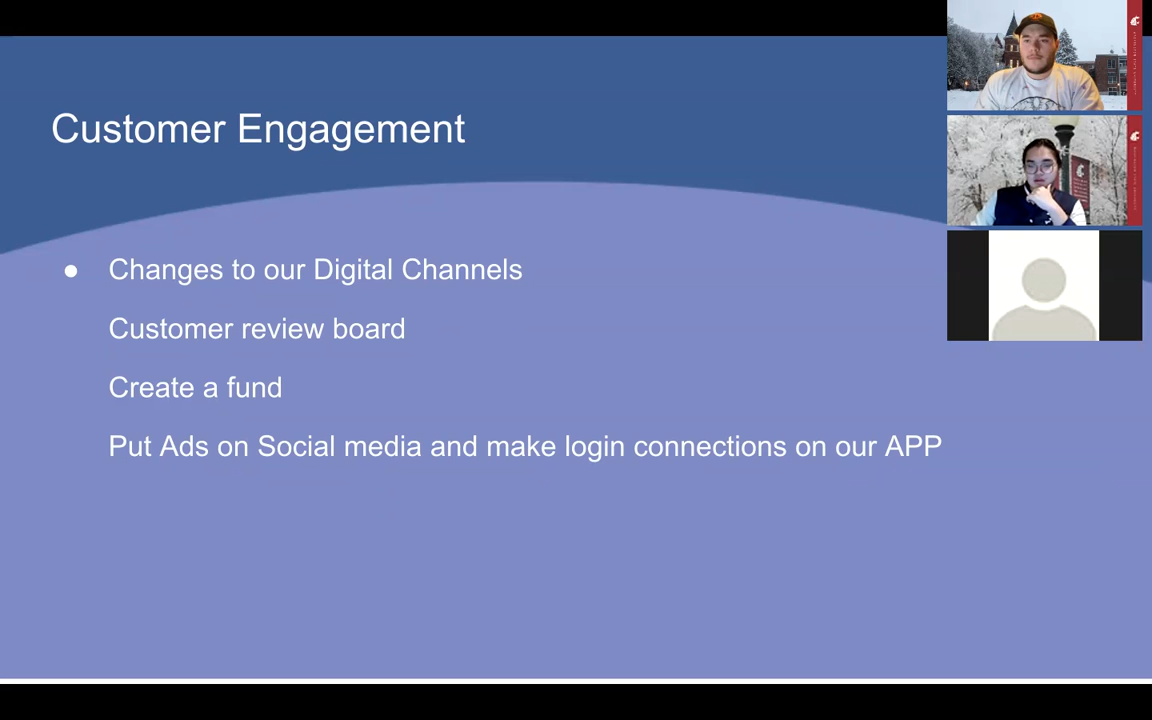 Customer Engagement
● Changes to our Digital Channels
Customer review board
Create a fund
Put Ads on Social media and make login connections on our APP